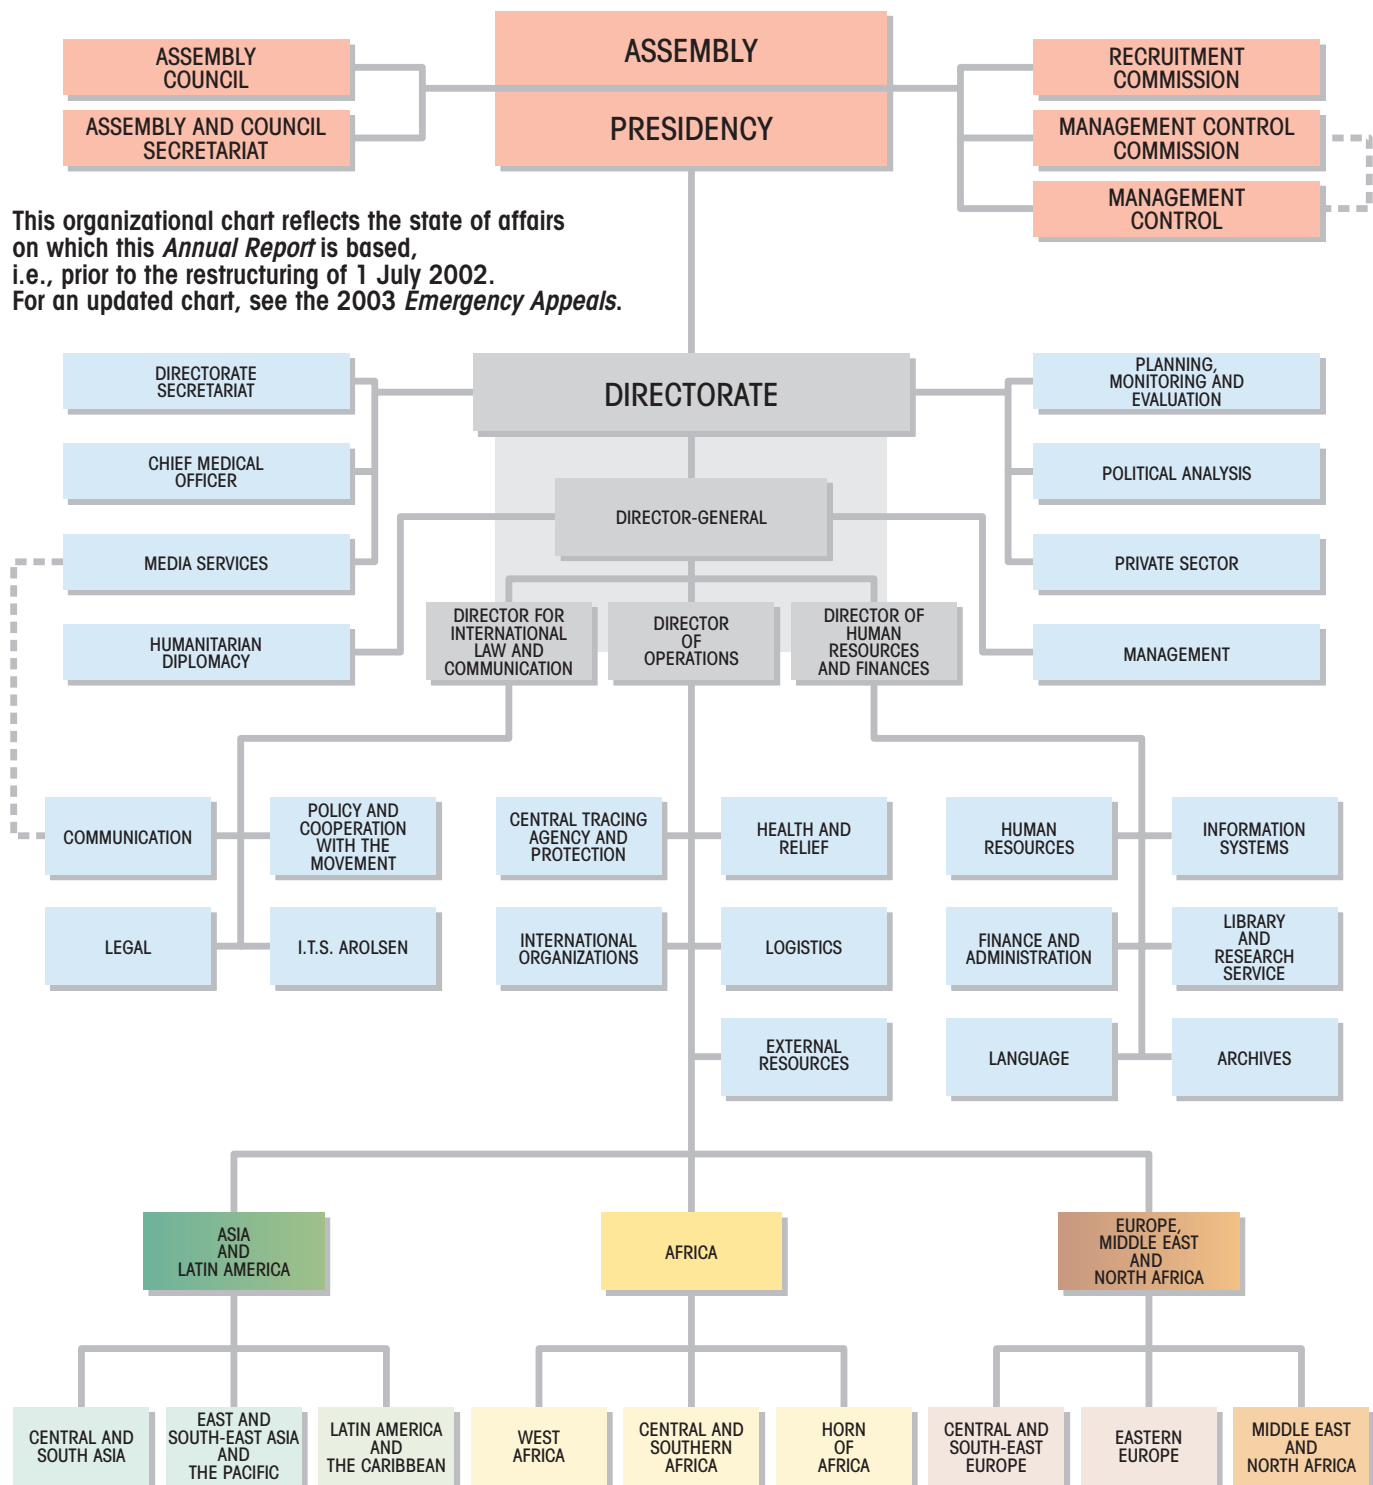 ASSEMBLY
PRESIDENCY
ASSEMBLY
COUNCIL
ASSEMBLY AND COUNCIL
SECRETARIAT
RECRUITMENT
COMMISSION
MANAGEMENT CONTROL
COMMISSION
MANAGEMENT
CONTROL
This organizational chart reflects the state of affairs
on which this Annual Report is based,
i.e., prior to the restructuring of 1 July 2002.
For an updated chart, see the 2003 Emergency Appeals.
DIRECTORATE
SECRETARIAT
CHIEF MEDICAL
OFFICER
MEDIA SERVICES
HUMANITARIAN
DIPLOMACY
DIRECTORATE
DIRECTOR-GENERAL
DIRECTOR FOR
INTERNATIONAL
LAW AND
COMMUNICATION
DIRECTOR
OF
OPERATIONS
DIRECTOR OF
HUMAN
RESOURCES
AND FINANCES
PLANNING,
MONITORING AND
EVALUATION
POLITICAL ANALYSIS
PRIVATE SECTOR
MANAGEMENT
COMMUNICATION
POLICY AND
COOPERATION
WITH THE
MOVEMENT
LEGAL
I.T.S. AROLSEN
CENTRAL TRACING
AGENCY AND
PROTECTION
HEALTH AND
RELIEF
INTERNATIONAL
ORGANIZATIONS
LOGISTICS
EXTERNAL
RESOURCES
HUMAN
RESOURCES
INFORMATION
SYSTEMS
FINANCE AND
ADMINISTRATION
LIBRARY
AND
RESEARCH
SERVICE
LANGUAGE
ARCHIVES
ASIA
AND
LATIN AMERICA
AFRICA
EUROPE,
MIDDLE EAST
AND
NORTH AFRICA
CENTRAL AND
SOUTH ASIA
EAST AND
SOUTH-EAST ASIA
AND
THE PACIFIC
LATIN AMERICA
AND
THE CARIBBEAN
WEST
AFRICA
CENTRAL AND
SOUTHERN
AFRICA
HORN
OF
AFRICA
CENTRAL AND
SOUTH-EAST
EUROPE
EASTERN
EUROPE
MIDDLE EAST
AND
NORTH AFRICA